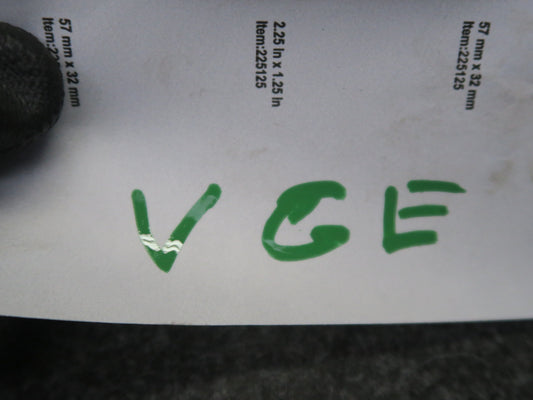 57 mm x 32 mm
2.25 in x 1.25 in
Item:225125
57 mm x 32 mm
Item:225125
VGE